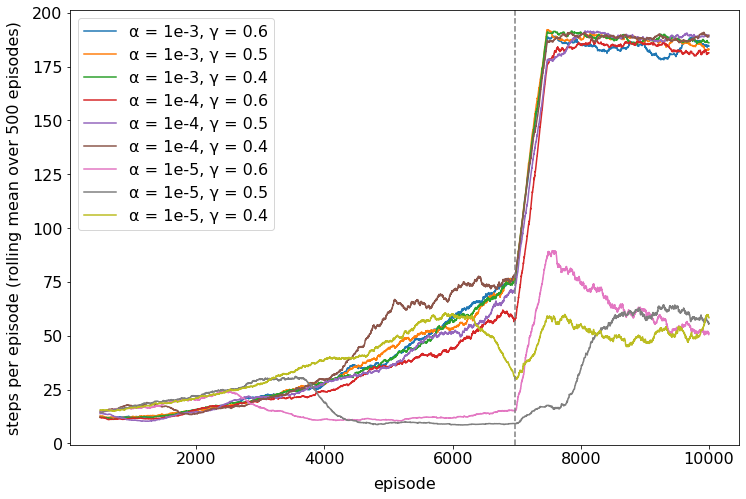 200
175
150
125
100
75
50
25
0
steps per episode (rolling mean over 500 episodes)
α = 1e-3, γ = 0.6
α = 1e-3, γ = 0.5
α = 1e-3, γ = 0.4
α = 1e-4, γ = 0.6
α = 1e-4, γ = 0.5
α = 1e-4, γ = 0.4
α = 1e-5, γ = 0.6
α = 1e-5, γ = 0.5
α = 1e-5, γ = 0.4
2000 4000 6000 8000 10000
episode